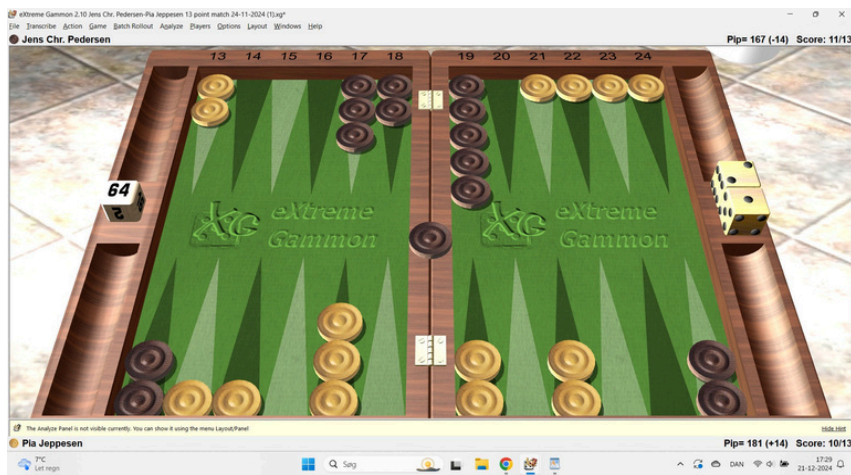 eXtreme Gammon 2.10 Jens Chr. Pedersen-Pia Jeppesen 13 point match 24-11-2024 (1).xg*
File Transcribe Action Game Batch Rollout Analyze Players Options Layout Windows Help
Jens Chr. Pedersen Pip= 167 (-14) Score: 11/13
13 14 15 16 17 18 19 20 21 22 23 24
64
2
XG eXtreme Gammon
XG eXtreme Gammon
The Analyze Panel is not visible currently. You can show it using the menu Layout/Panel Hide Hint
Pia Jeppesen Pip= 181 (+14) Score: 10/13
7°C
Let regn
Søg
DAN
17:29
21-12-2024